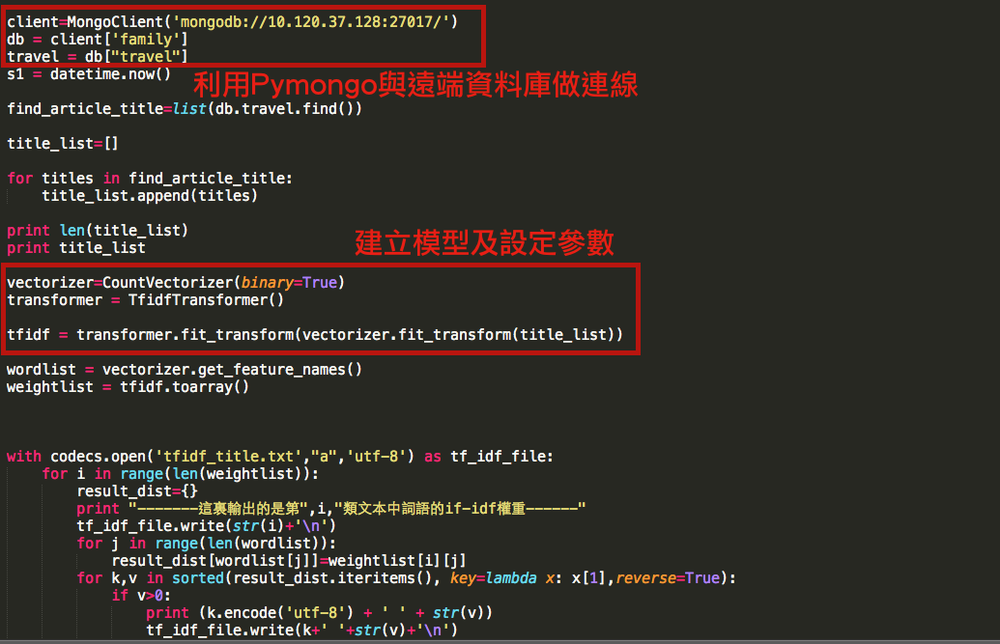 client=MongoClient('mongodb://10.120.37.128:27017/')
db = client['family']
travel = db["travel"]
s1 = datetime.now()
利用Pymongo與遠端資料庫做連線
find_article_title=list(db.travel.find())
title_list=[]
for titles in find_article_title:
    title_list.append(titles)
print len(title_list)
print title_list
建立模型及設定參數
vectorizer=CountVectorizer(binary=True)
transformer = TfidfTransformer()
tfidf = transformer.fit_transform(vectorizer.fit_transform(title_list))
wordlist = vectorizer.get_feature_names()
weightlist = tfidf.toarray()
with codecs.open('tfidf_title.txt',"a",'utf-8') as tf_idf_file:
    for i in range(len(weightlist)):
        result_dist={}
        print "-------這裏輸出的是第",i,"類文本中詞語的if-idf權重------"
        tf_idf_file.write(str(i)+'\n')
        for j in range(len(wordlist)):
            result_dist[wordlist[j]]=weightlist[i][j]
        for k,v in sorted(result_dist.iteritems(), key=lambda x: x[1],reverse=True):
            if v>0:
                print (k.encode('utf-8') + ' ' + str(v))
                tf_idf_file.write(k+' '+str(v)+'\n')